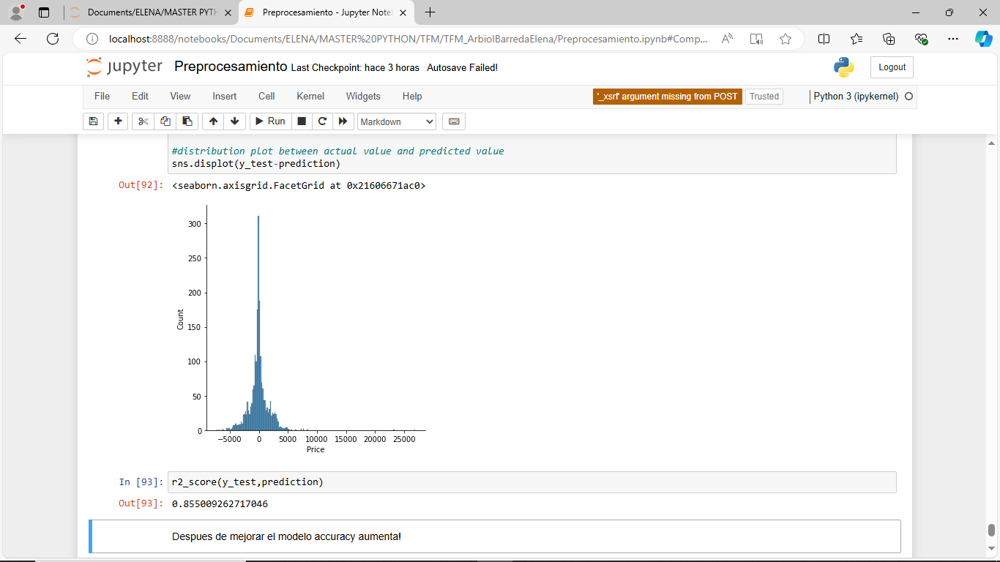 Documents/ELENA/MASTER PYTH
Preprocesamiento - Jupyter Note
localhost:8888/notebooks/Documents/ELENA/MASTER%20PYTHON/TFM/TFM_ArbiolBarredaElena/Preprocesamiento.ipynb#Comp...
jupyter Preprocesamiento Last Checkpoint: hace 3 horas Autosave Failed!
Logout
File Edit View Insert Cell Kernel Widgets Help
'_xsrf' argument missing from POST Trusted Python 3 (ipykernel)
Run Markdown
#distribution plot between actual value and predicted value
sns.displot(y_test-prediction)
Out[92]: <seaborn.axisgrid.FacetGrid at 0x21606671ac0>
300
250
200
150
100
50
0
Count
−5000 0 5000 10000 15000 20000 25000
Price
In [93]: r2_score(y_test,prediction)
Out[93]: 0.855009262717046
Despues de mejorar el modelo accuracy aumenta!